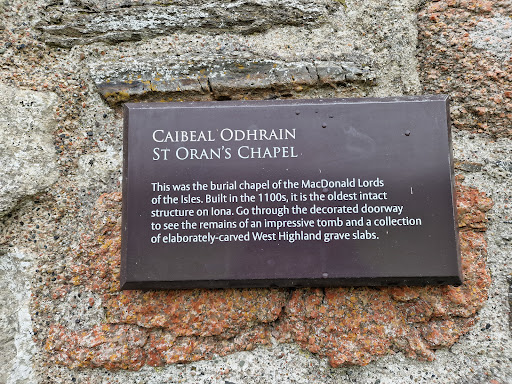 CAIBEAL ODHRAIN
ST ORAN'S CHAPEL
This was the burial chapel of the MacDonald Lords
of the Isles. Built in the 1100s, it is the oldest intact
structure on Iona. Go through the decorated doorway
to see the remains of an impressive tomb and a collection
of elaborately-carved West Highland grave slabs.